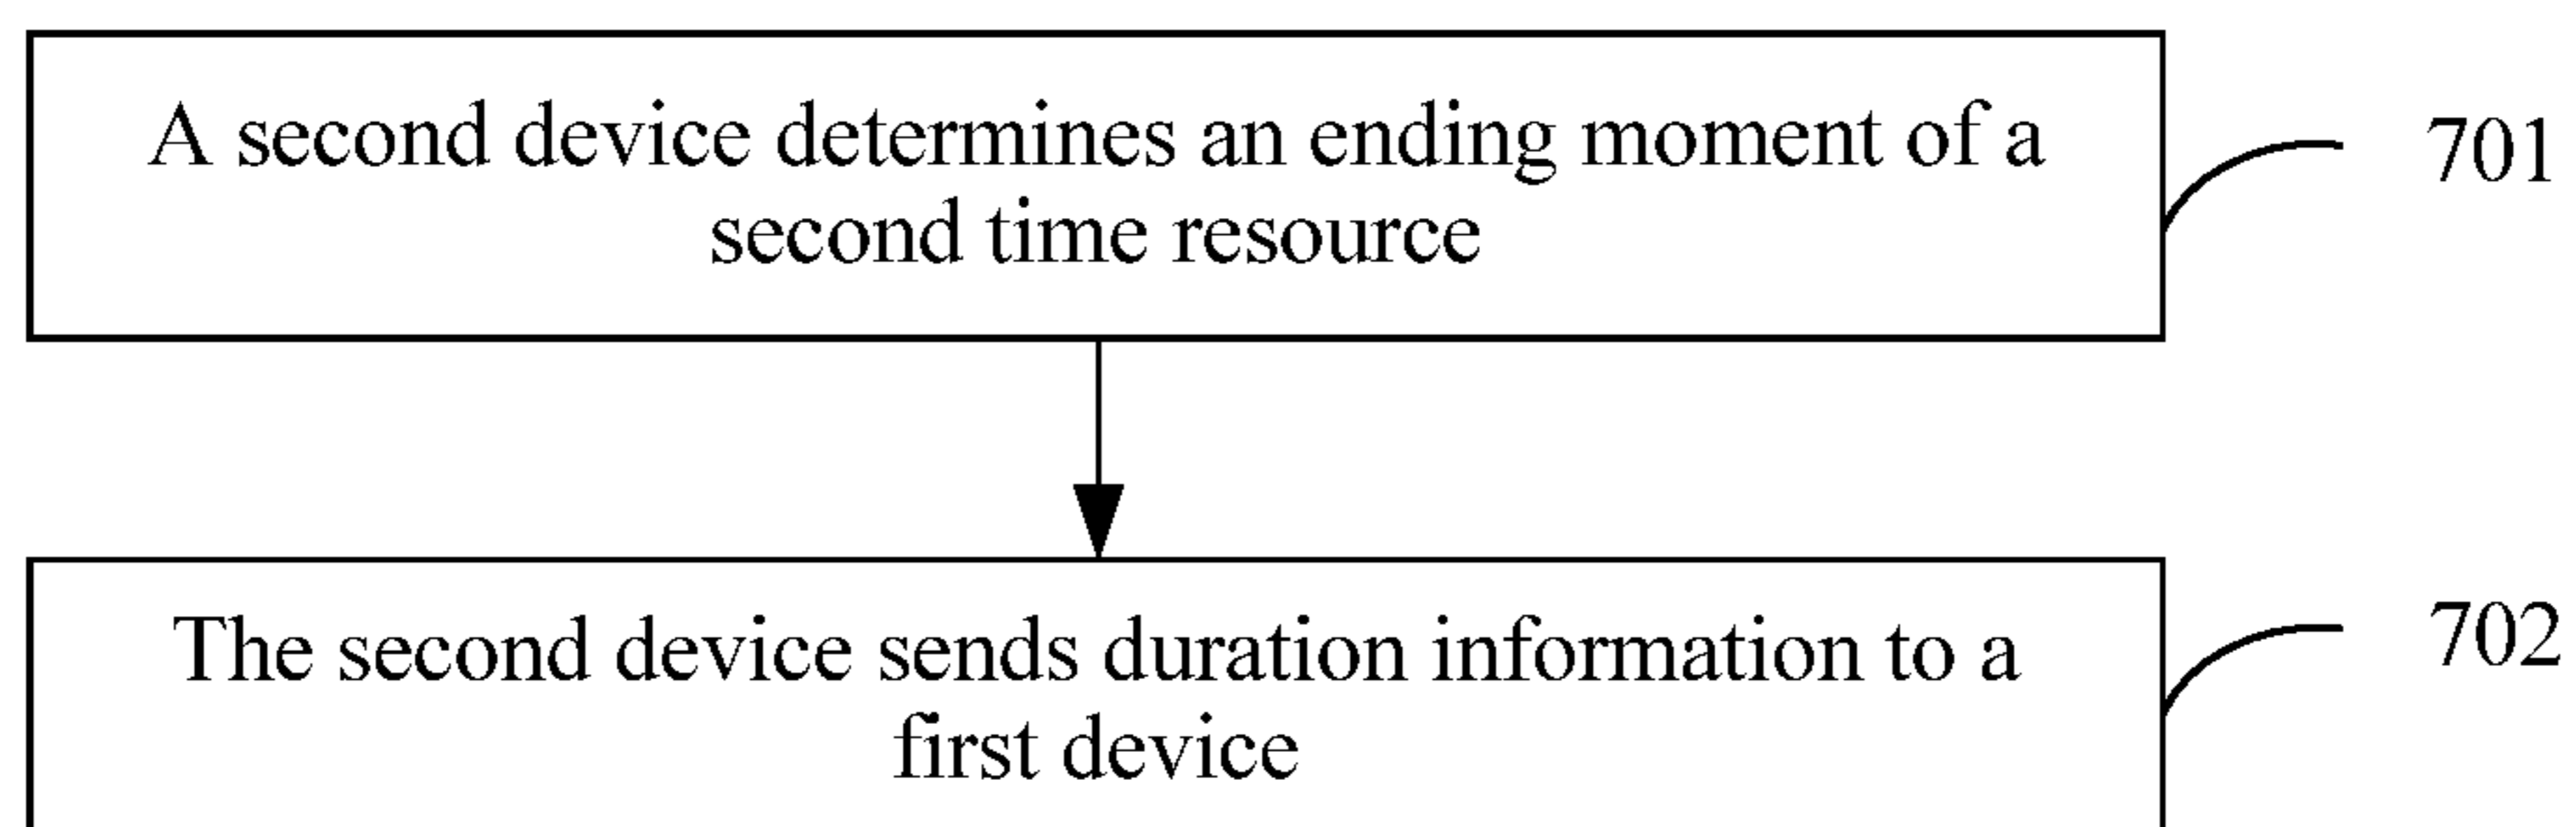 A second device determines an ending moment of a
second time resource
701
The second device sends duration information to a
first device
702